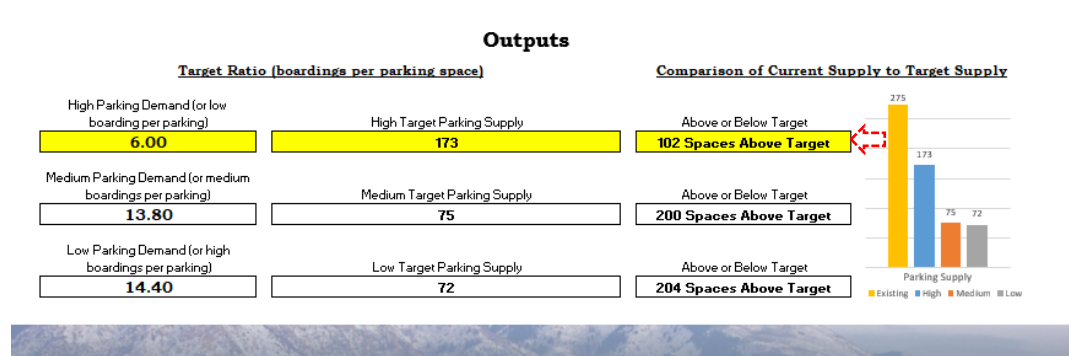 Outputs
Target Ratio (boardings per parking space)
Comparison of Current Supply to Target Supply
High Parking Demand (or low
boarding per parking)
6.00
High Target Parking Supply
173
Above or Below Target
102 Spaces Above Target
Medium Parking Demand (or medium
boardings per parking)
13.80
Medium Target Parking Supply
75
Above or Below Target
200 Spaces Above Target
Low Parking Demand (or high
boardings per parking)
14.40
Low Target Parking Supply
72
Above or Below Target
204 Spaces Above Target
275
173
75 72
Parking Supply
Existing High Medium Low